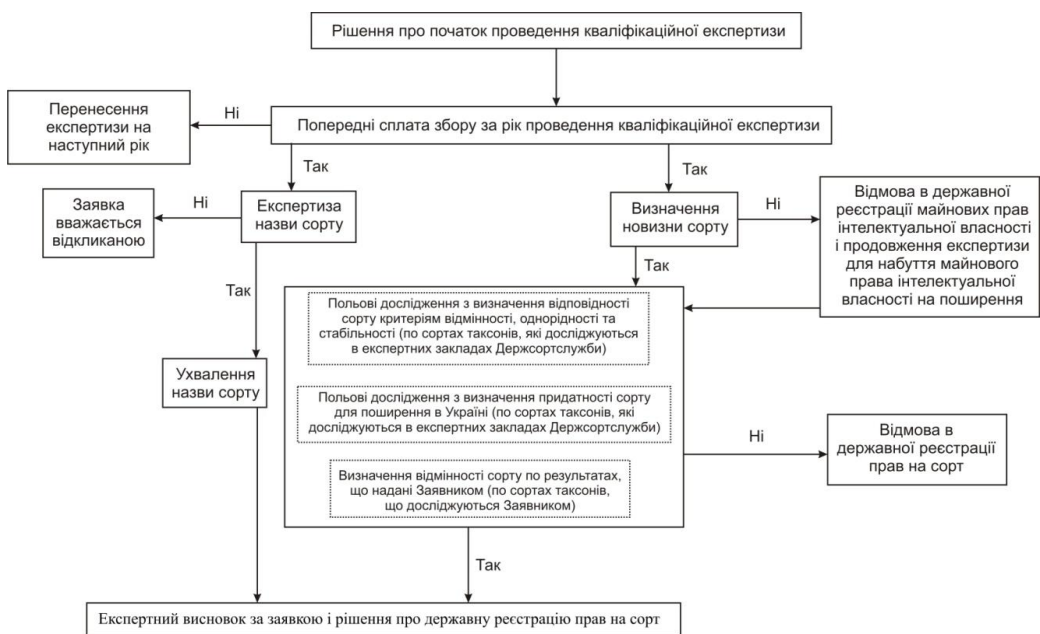 Рішення про початок проведення кваліфікаційної експертизи
Перенесення
експертизи на
наступний рік
Ні
Попередні сплата збору за рік проведення кваліфікаційної експертизи
Так
Так
Заявка
вважається
відкликаною
Ні
Експертиза
назви сорту
Визначення
новизни сорту
Ні
Відмова в державної
реєстрації майнових прав
інтелектуальної власності
і продовження експертизи
для набуття майнового
права інтелектуальної
власності на поширення
Так
Так
Польові дослідження з визначення відповідності
сорту критеріям відмінності, однорідності та
стабільності (по сортах таксонів, які досліджуються
в експертних закладах Держсортслужби)
Ухвалення
назви сорту
Польові дослідження з визначення придатності сорту
для поширення в Україні (по сортах таксонів, які
досліджуються в експертних закладах Держсортслужби)
Ні
Відмова в
державної реєстрації
прав на сорт
Визначення відмінності сорту по результатах,
що надані Заявником (по сортах таксонів,
що досліджуються Заявником)
Так
Експертний висновок за заявкою і рішення про державну реєстрацію прав на сорт